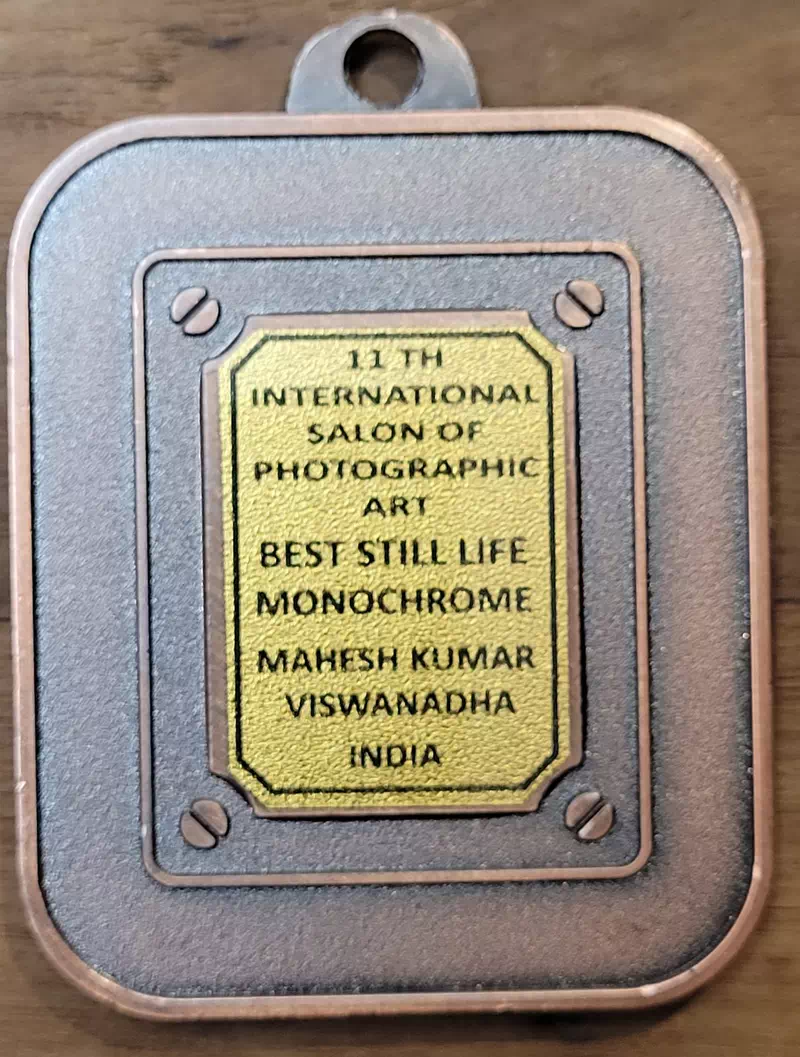 11 TH
INTERNATIONAL
SALON OF
PHOTOGRAPHIC
ART
BEST STILL LIFE
MONOCHROME
MAHESH KUMAR
VISWANADHA
INDIA